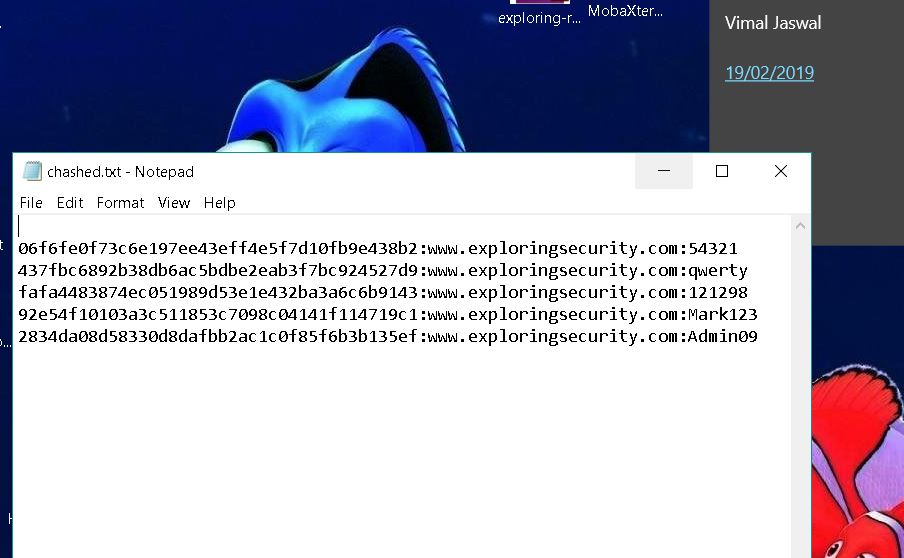 exploring-r...
MobaXter...
Vimal Jaswal
19/02/2019
chashed.txt - Notepad
File Edit Format View Help
06f6fe0f73c6e197ee43eff4e5f7d10fb9e438b2:www.exploringsecurity.com:54321
437fbc6892b38db6ac5bdbe2eab3f7bc924527d9:www.exploringsecurity.com:qwerty
fafa4483874ec051989d53e1e432ba3a6c6b9143:www.exploringsecurity.com:121298
92e54f10103a3c511853c7098c04141f114719c1:www.exploringsecurity.com:Mark123
2834da08d58330d8dafbb2ac1c0f85f6b3b135ef:www.exploringsecurity.com:Admin09